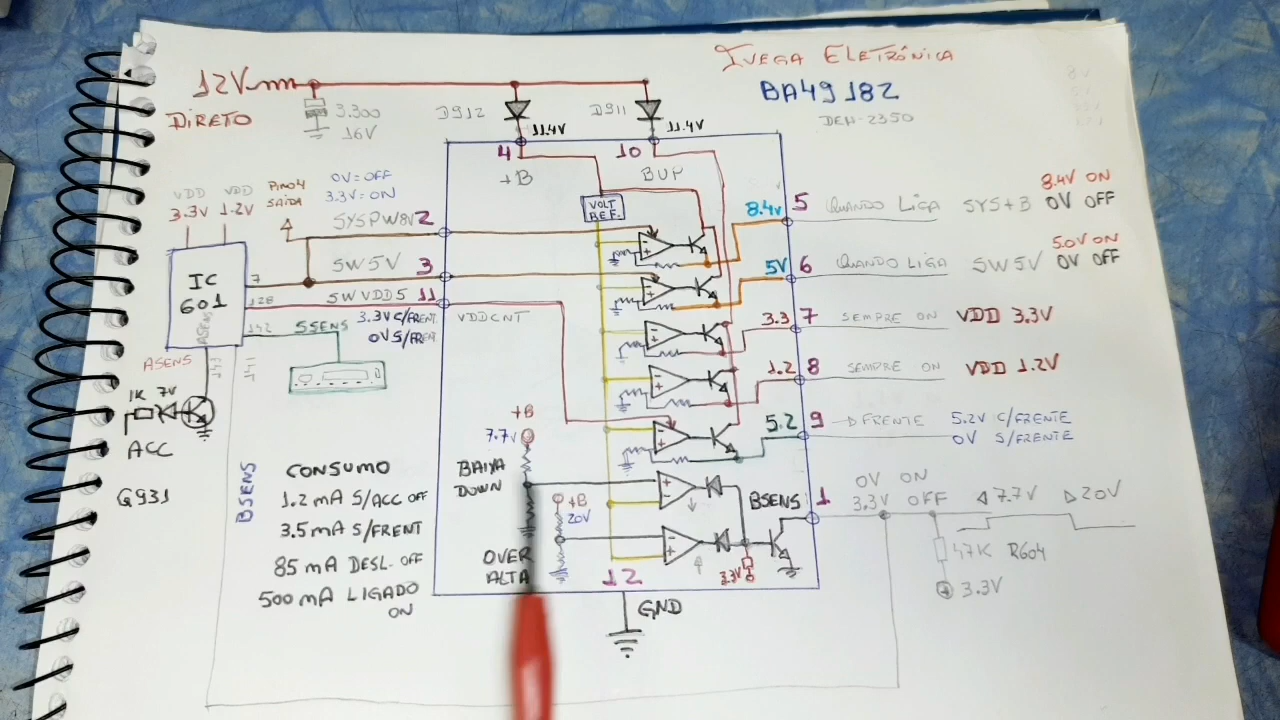 IVEGA ELETRÔNICA
BA49182
DEH-2350
12V
DIRETO
3.300
16V
D912
D911
11.4V
11.4V
4
+B
10
BUP
VDD
3.3V
VDD
1.2V
PINO 4
SAÍDA
0V=OFF
3.3V=ON
SYSPW8V 2
SW5V 3
SWVDD5 11
3.3V C/FRENT.
0V S/FREN.
VDDCNT
IC
601
ASENS
7
128
142
SSENS
ASENS
141
1K 7V
ACC
Q931
BSENS
VOLT
REF.
8.4V 5 QUANDO LIGA SYS+B
8.4V ON
0V OFF
5V 6 QUANDO LIGA SW5V
5.0V ON
0V OFF
3.3 7 SEMPRE ON VDD 3.3V
1.2 8 SEMPRE ON VDD 1.2V
5.2 9 FRENTE
5.2V C/FRENTE
0V S/FRENTE
BSENS 1
0V ON
3.3V OFF
7.7V
20V
47K R604
3.3V
+B
7.7V
BAIXA
DOWN
+B
20V
OVER
ALTA
3.3V
12
GND
CONSUMO
1.2 mA S/ACC OFF
3.5 mA S/FRENT
85 mA DESL. OFF
500 mA LIGADO
ON